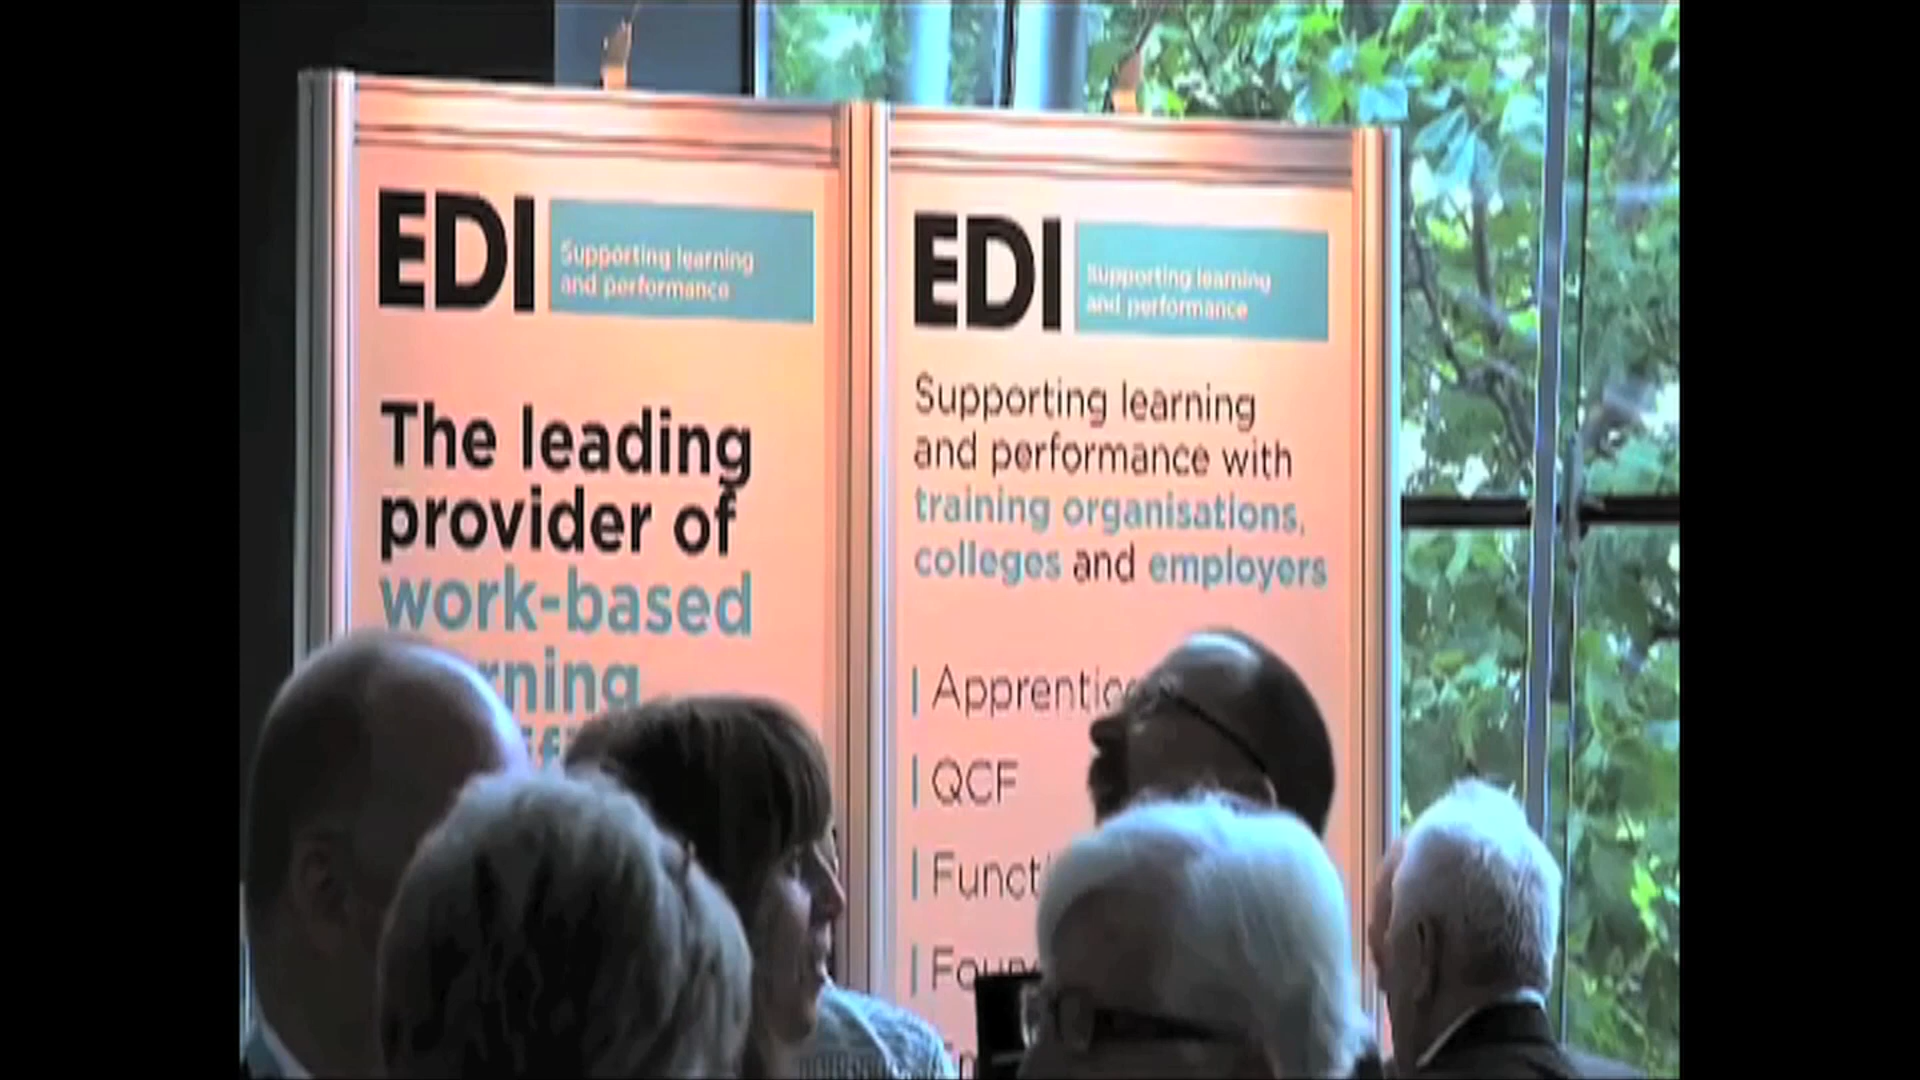 EDI
Supporting learning
and performance
The leading
provider of
work-based
EDI
Supporting learning
and performance
Supporting learning
and performance with
training organisations,
colleges and employers
QCF